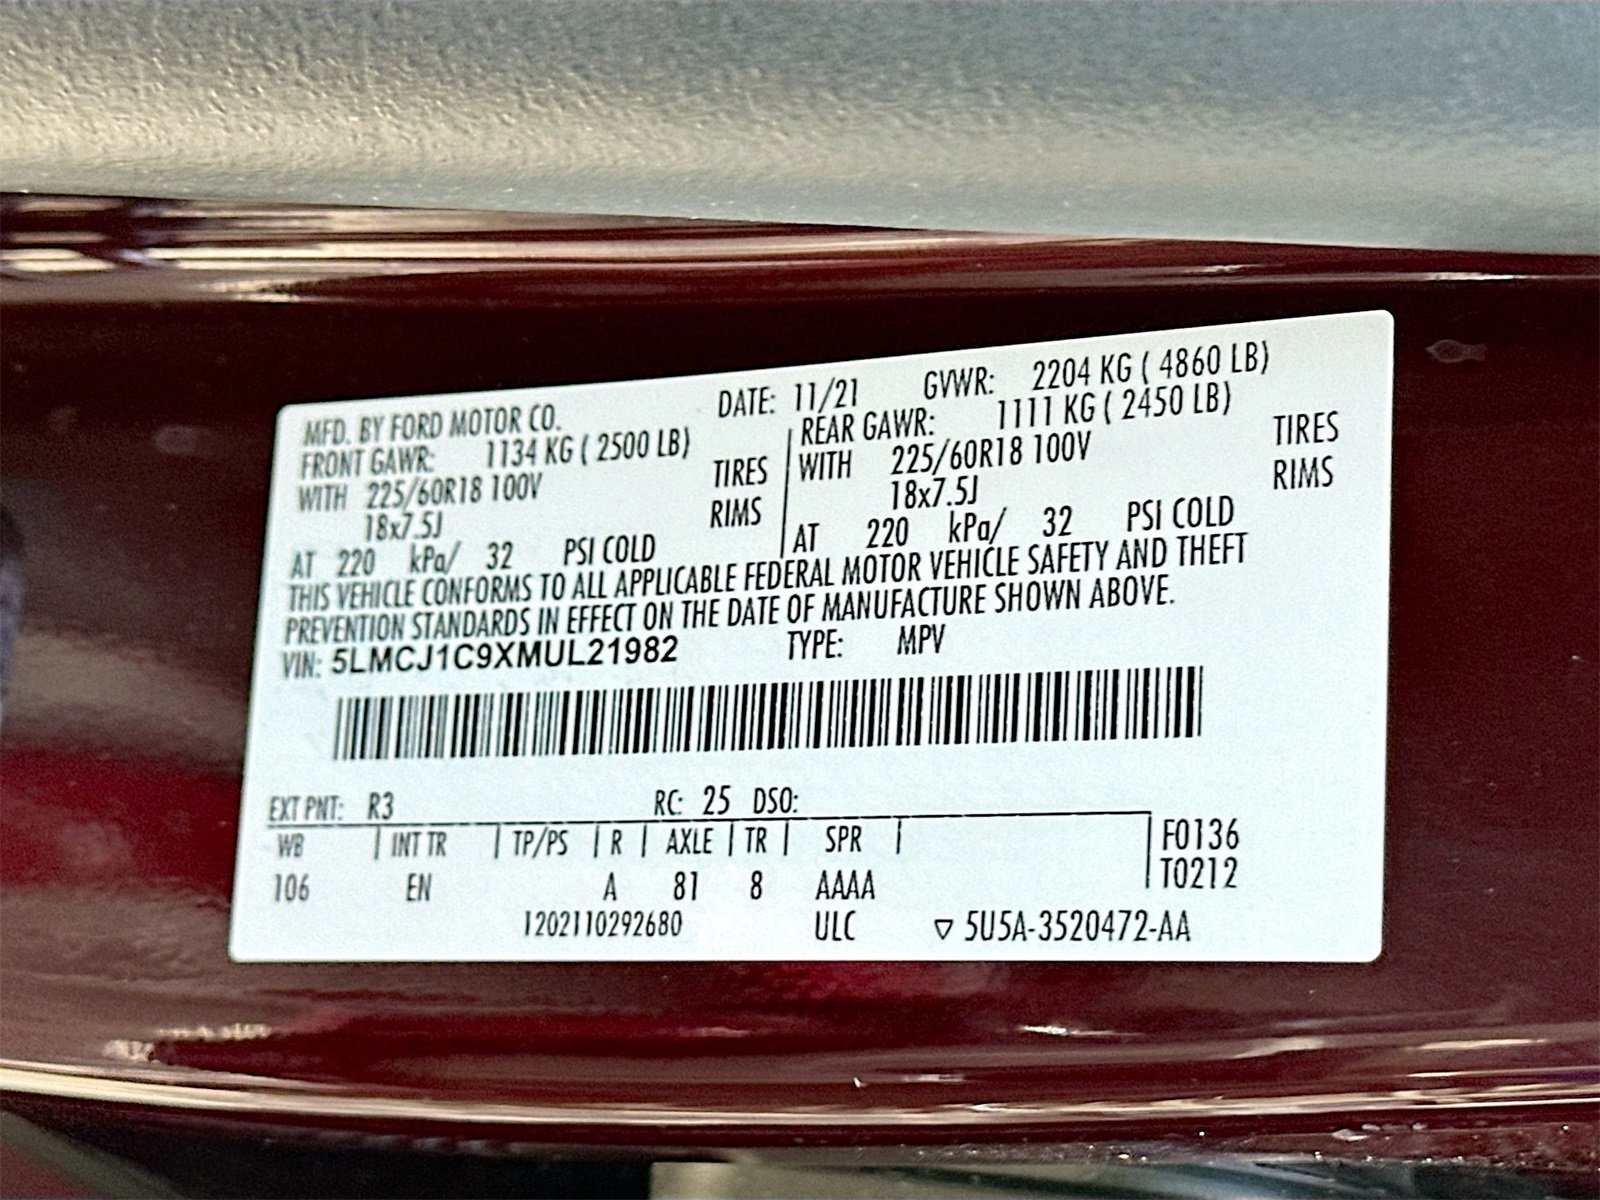 MFD. BY FORD MOTOR CO. DATE: 11/21 GVWR: 2204 KG ( 4860 LB)
FRONT GAWR: 1134 KG ( 2500 LB) REAR GAWR: 1111 KG ( 2450 LB)
WITH 225/60R18 100V TIRES WITH 225/60R18 100V TIRES
18x7.5J RIMS 18x7.5J RIMS
AT 220 kPa/ 32 PSI COLD AT 220 kPa/ 32 PSI COLD
THIS VEHICLE CONFORMS TO ALL APPLICABLE FEDERAL MOTOR VEHICLE SAFETY AND THEFT
PREVENTION STANDARDS IN EFFECT ON THE DATE OF MANUFACTURE SHOWN ABOVE.
VIN: 5LMCJ1C9XMUL21982 TYPE: MPV
EXT PNT: R3 RC: 25 DSO:
WB | INT TR | TP/PS | R | AXLE | TR | SPR | F0136
106 EN A 81 8 AAAA T0212
1202110292680 ULC ▽ 5U5A-3520472-AA